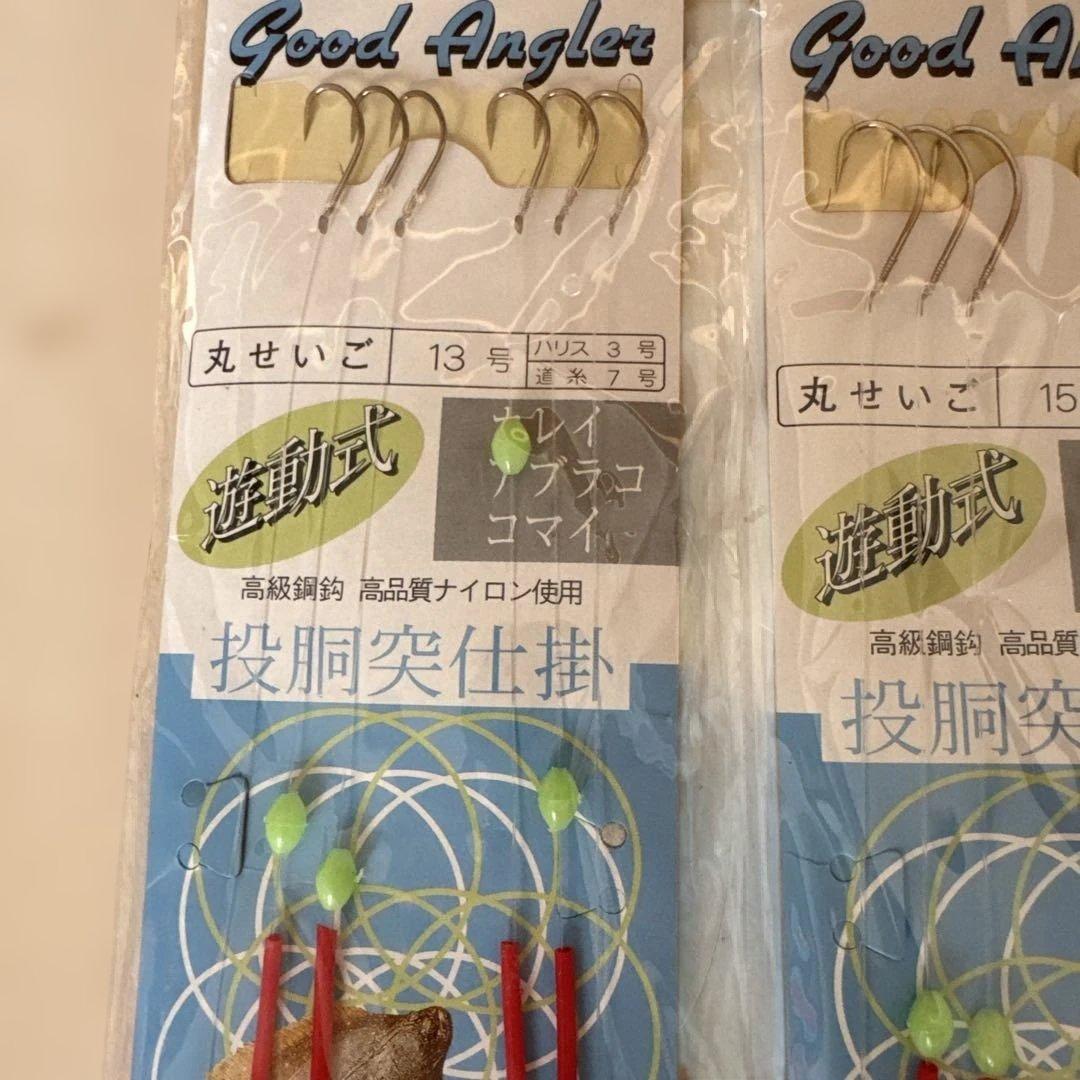 Good Angler
丸せいご 13号 ハリス 3号
道糸 7号
遊動式
カレイ
アブラコ
コマイ
高級鋼鈎 高品質ナイロン使用
投胴突仕掛
Good
丸せいご 15
遊動式
高級鋼鈎 高品質
投胴突